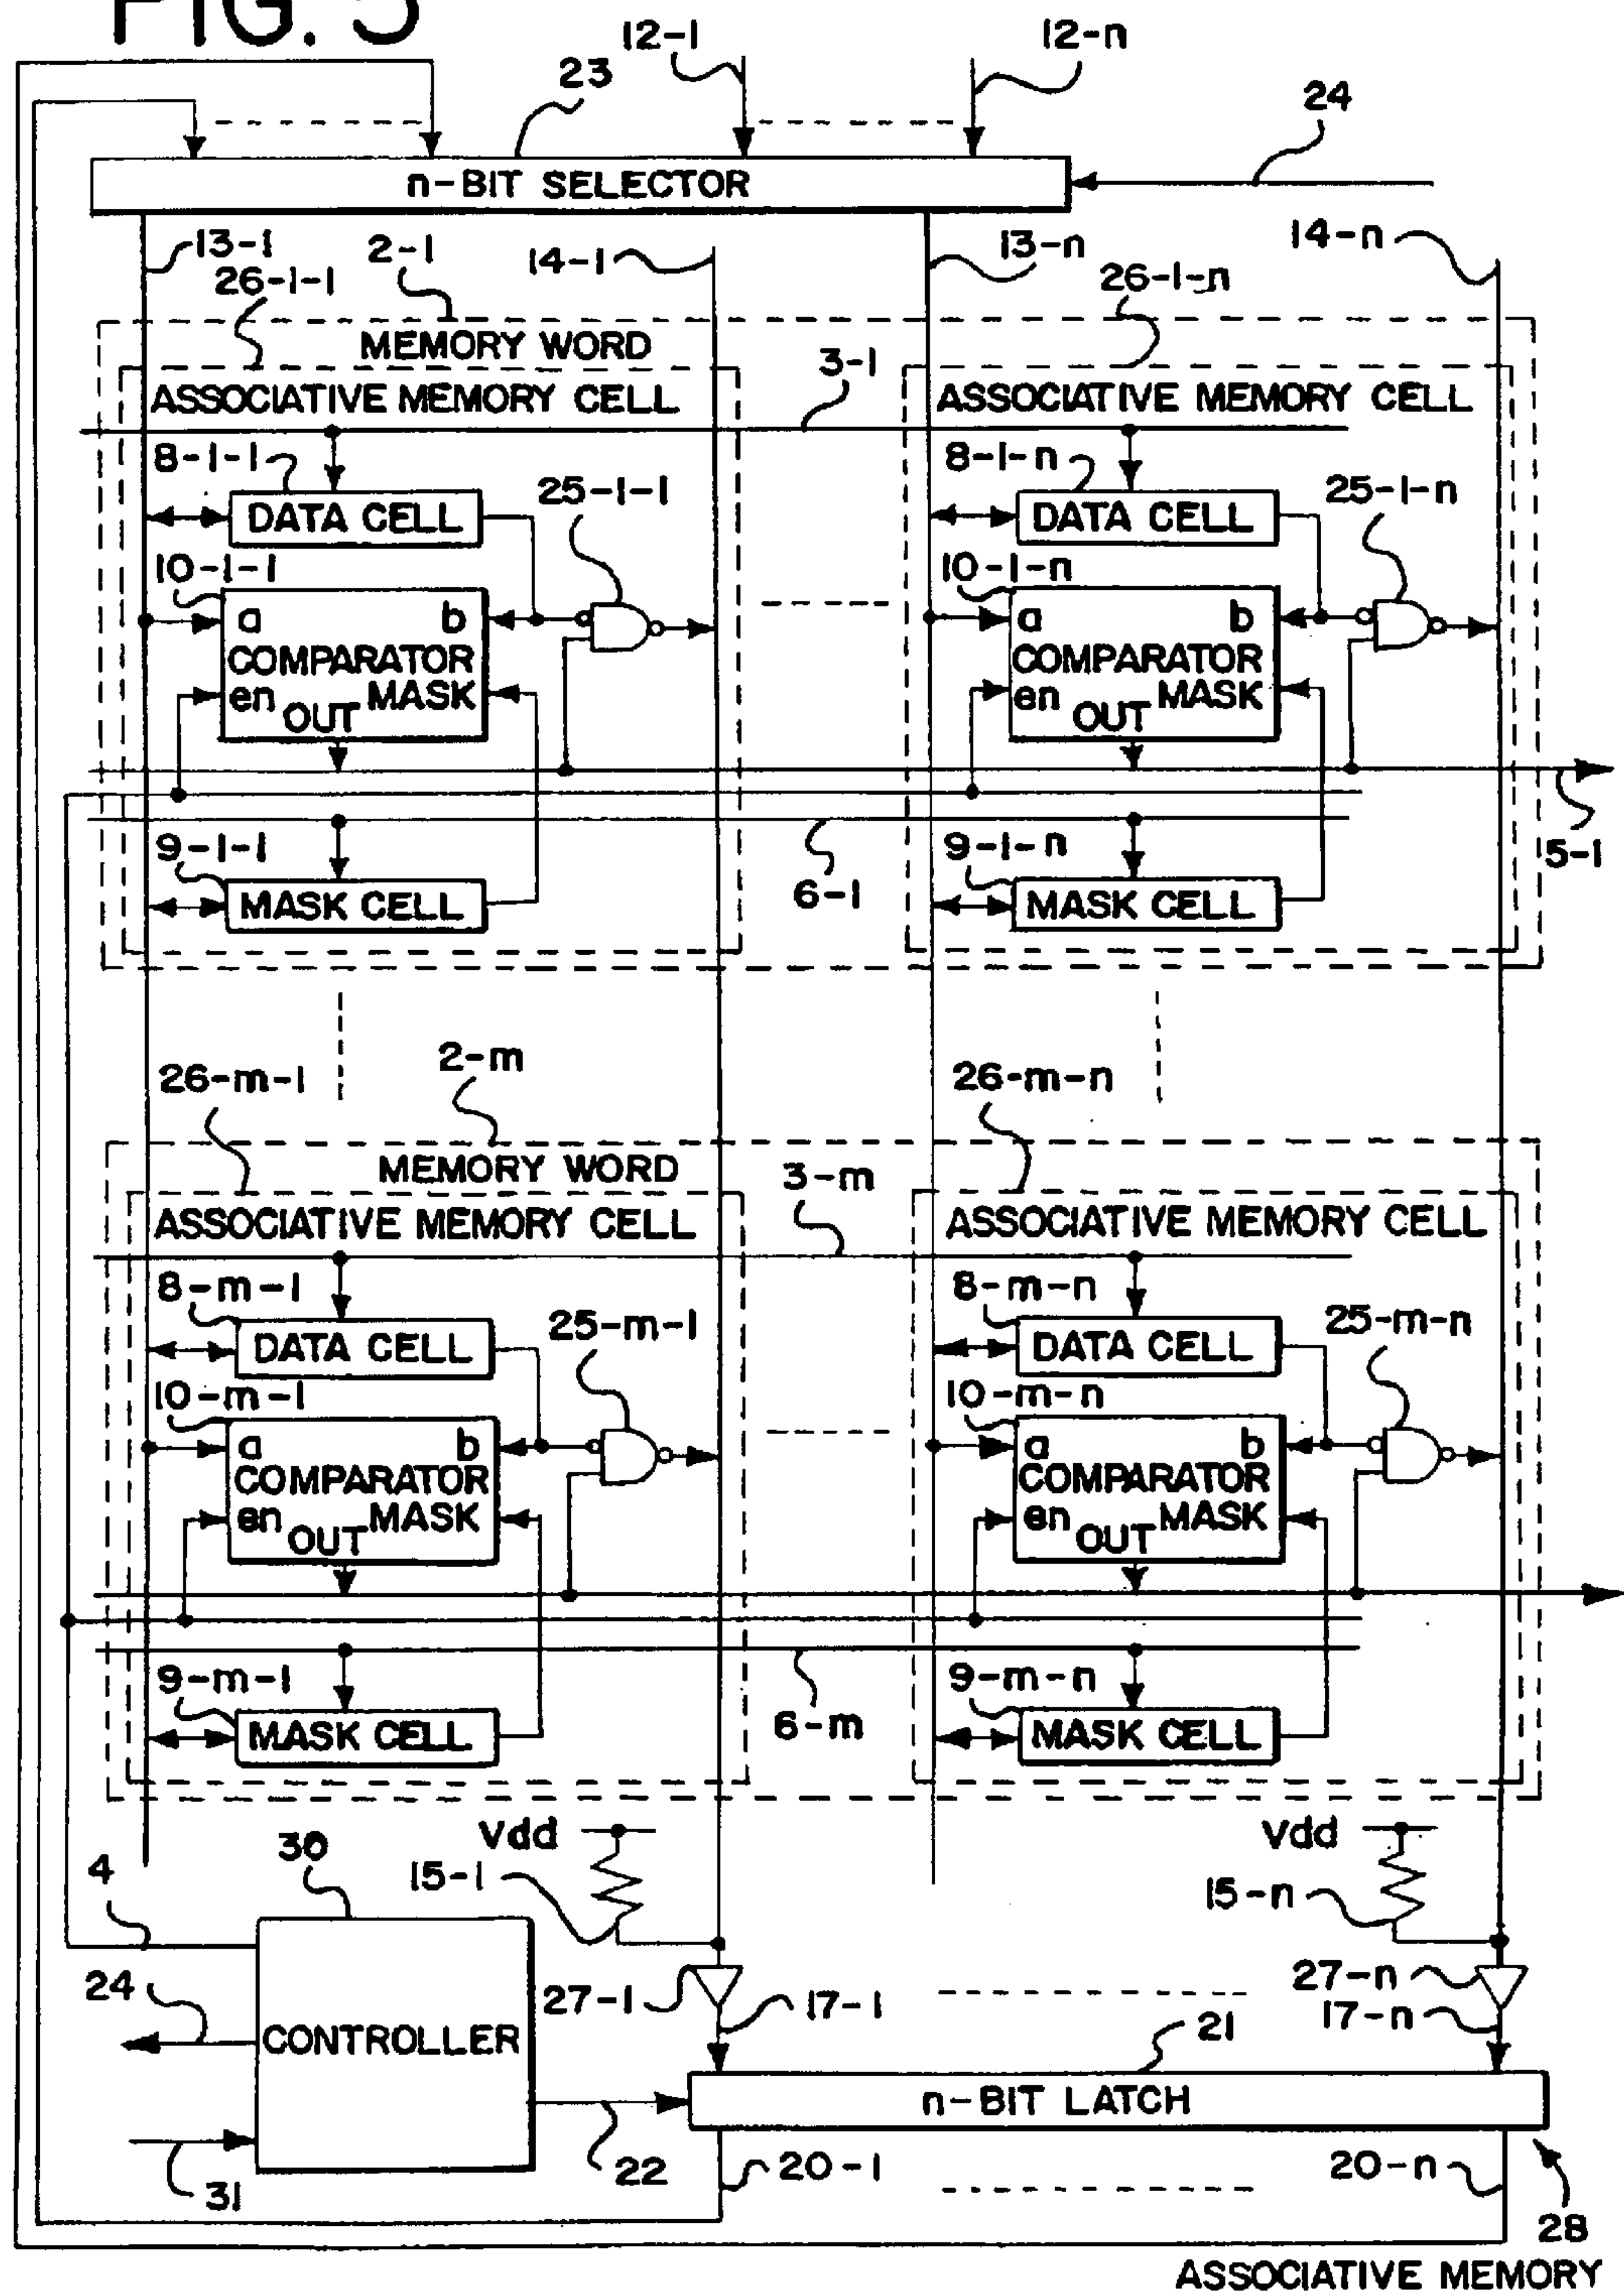 FIG. 5
12-1
12-n
23
24
n-BIT SELECTOR
13-1
2-1
14-1
13-n
14-n
26-1-1
26-1-n
MEMORY WORD
3-1
ASSOCIATIVE MEMORY CELL
ASSOCIATIVE MEMORY CELL
8-1-1
25-1-1
8-1-n
25-1-n
DATA CELL
DATA CELL
10-1-1
10-1-n
a b
a b
COMPARATOR
COMPARATOR
en OUT MASK
en OUT MASK
9-1-1
6-1
9-1-n
5-1
MASK CELL
MASK CELL
2-m
26-m-1
26-m-n
MEMORY WORD
3-m
ASSOCIATIVE MEMORY CELL
ASSOCIATIVE MEMORY CELL
8-m-1
25-m-1
8-m-n
25-m-n
DATA CELL
DATA CELL
10-m-1
10-m-n
a b
a b
COMPARATOR
COMPARATOR
en OUT MASK
en OUT MASK
9-m-1
6-m
9-m-n
MASK CELL
MASK CELL
Vdd
Vdd
4
30
15-1
15-n
24
27-1
17-1
27-n
17-n
CONTROLLER
21
n-BIT LATCH
31
22
20-1
20-n
28
ASSOCIATIVE MEMORY